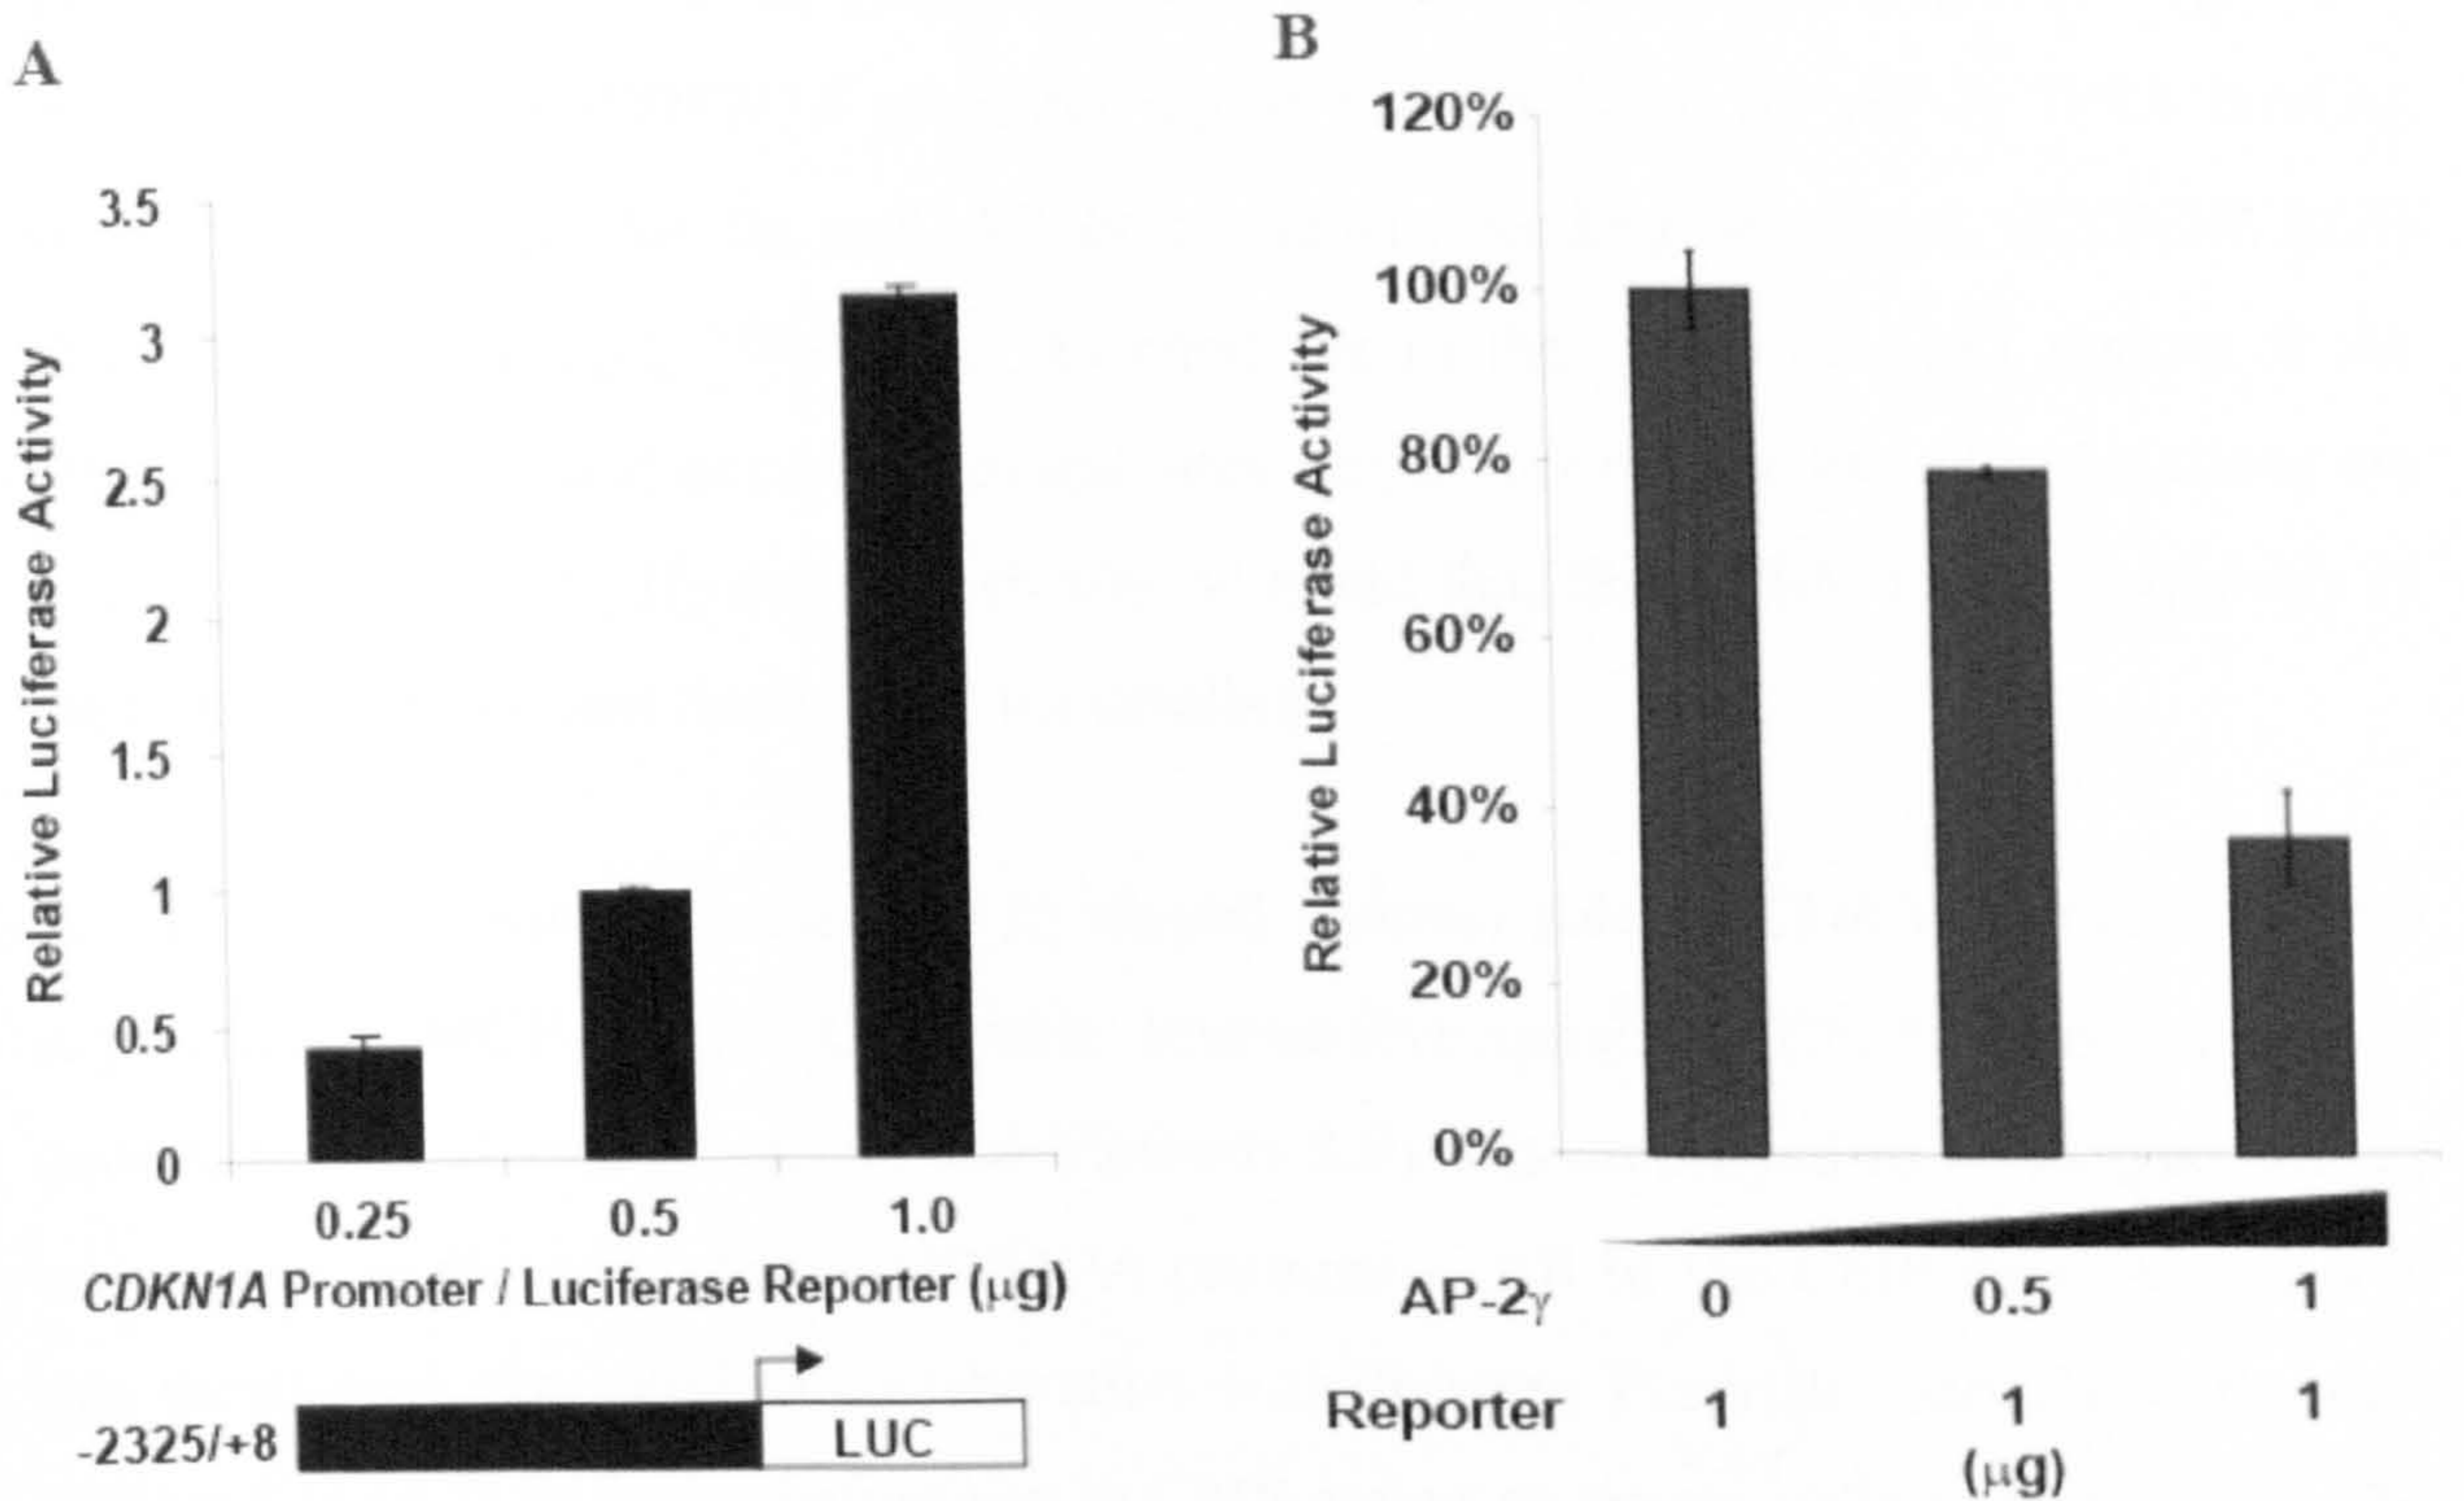 A
3.5
3
2.5
2
1.5
1
0.5
0
Relative Luciferase Activity
0.25 0.5 1.0
CDKN1A Promoter / Luciferase Reporter (μg)
-2325/+8 LUC
B
120%
100%
80%
60%
40%
20%
0%
Relative Luciferase Activity
AP-2γ 0 0.5 1
Reporter 1 1 1
(μg)